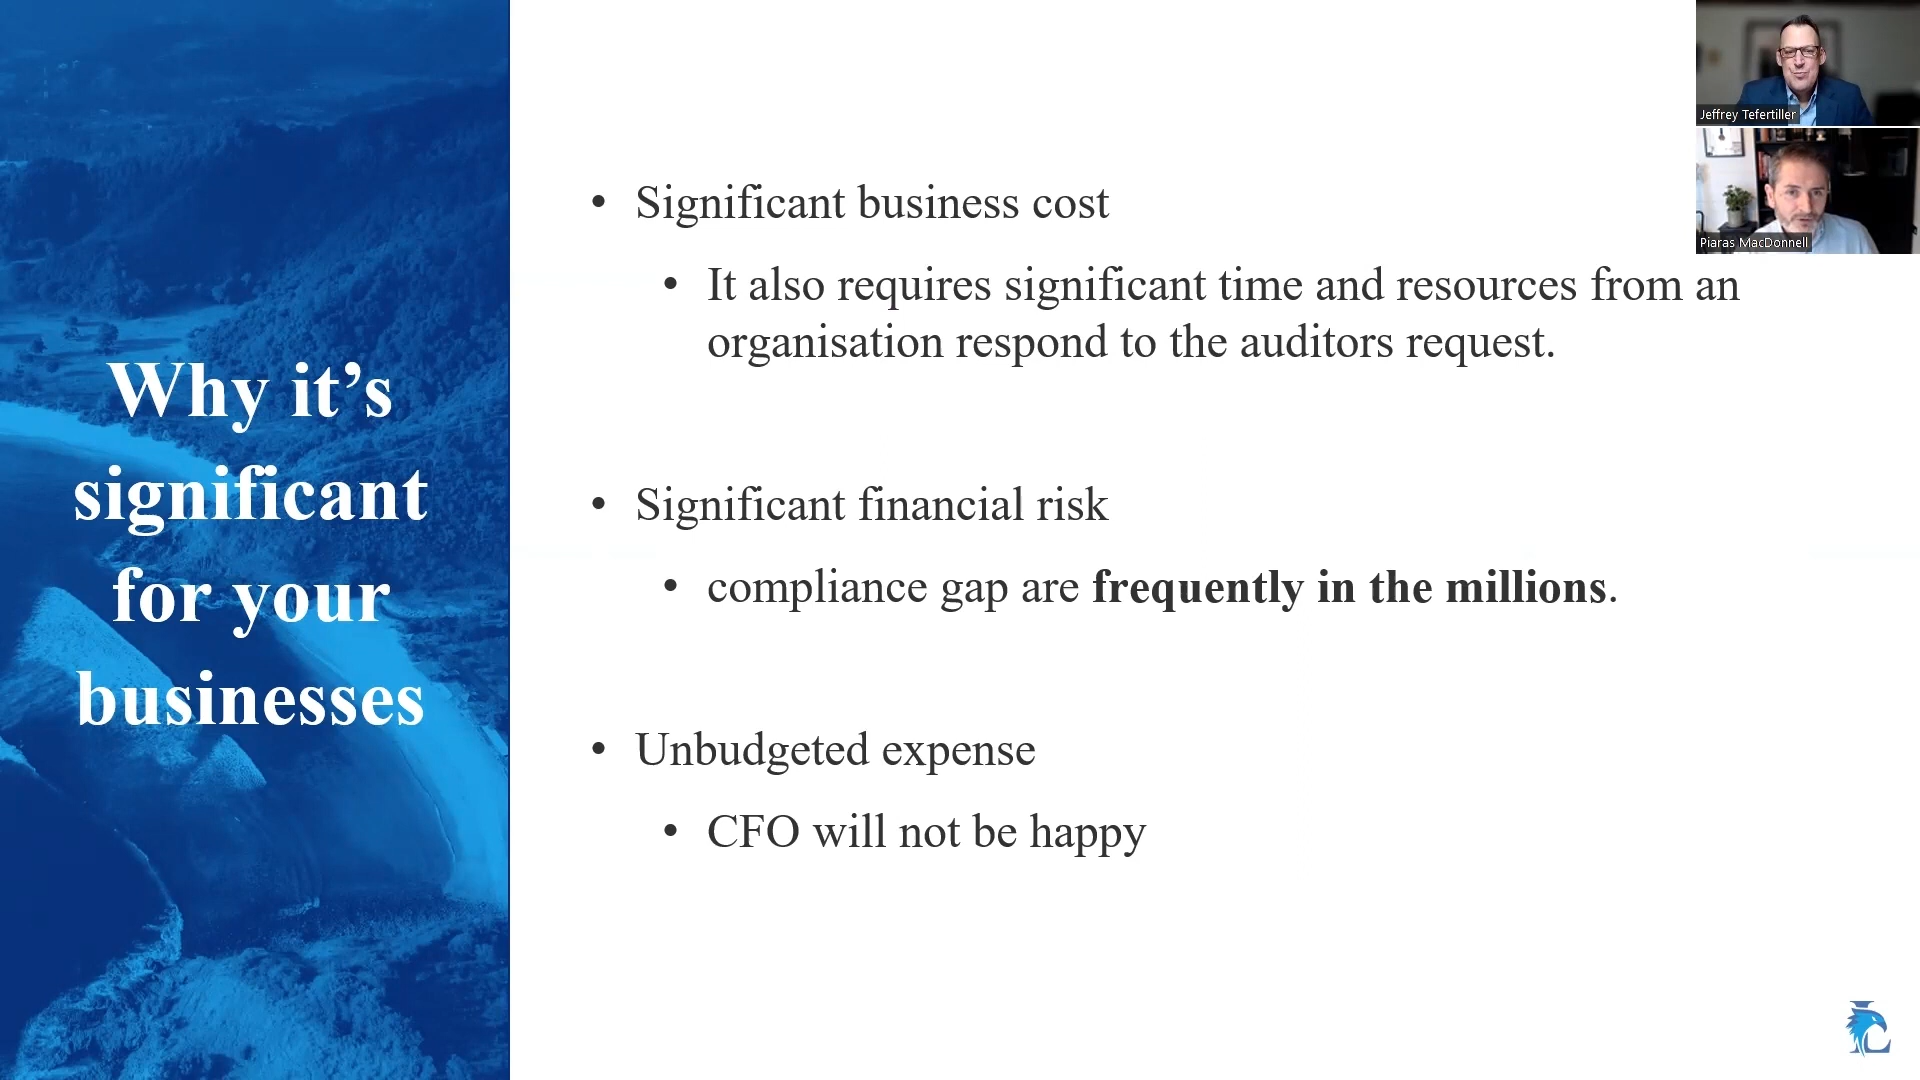 Why it’s
significant
for your
businesses
• Significant business cost
• It also requires significant time and resources from an
organisation respond to the auditors request.
• Significant financial risk
• compliance gap are frequently in the millions.
• Unbudgeted expense
• CFO will not be happy
Jeffrey Tefertiller
Piaras MacDonnell